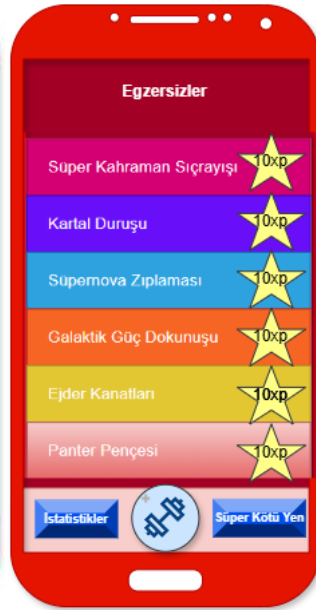 Egzersizler
Süper Kahraman Sıçrayışı 10xp
Kartal Duruşu 10xp
Süpernova Zıplaması 10xp
Galaktik Güç Dokunuşu 10xp
Ejder Kanatları 10xp
Panter Pençesi 10xp
İstatistikler Süper Kötü Yen